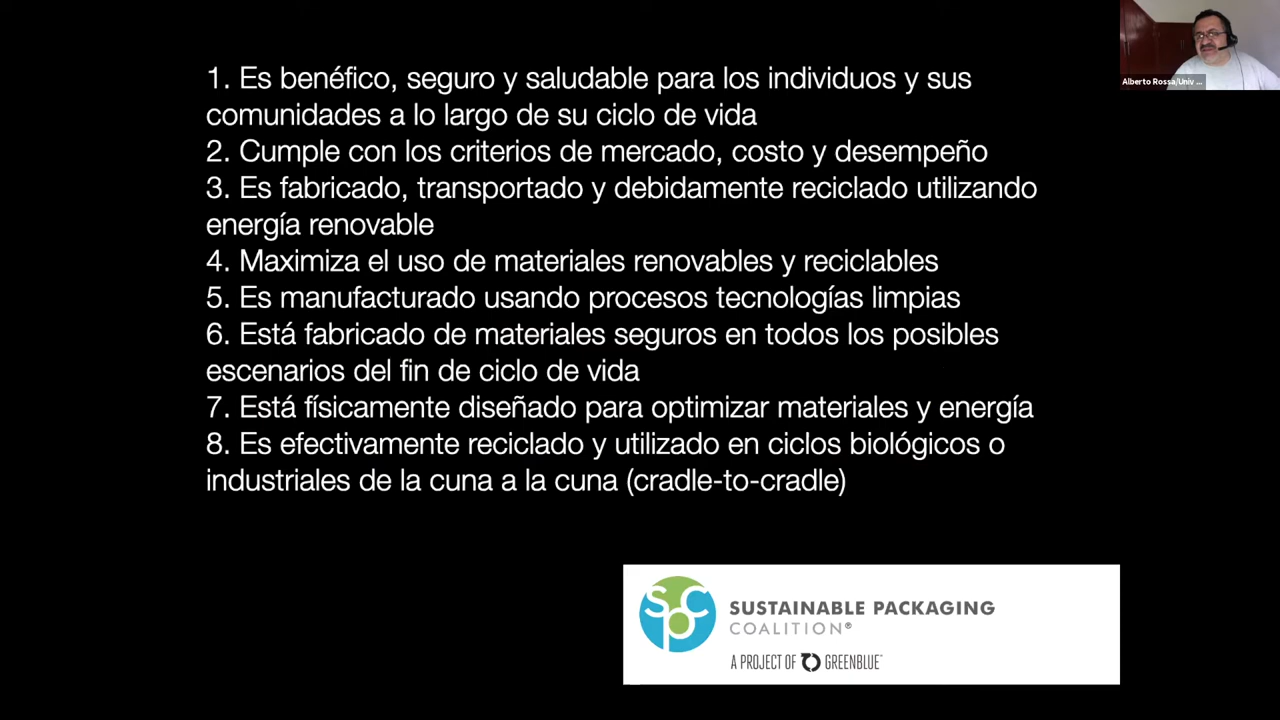 1. Es benéfico, seguro y saludable para los individuos y sus
comunidades a lo largo de su ciclo de vida
2. Cumple con los criterios de mercado, costo y desempeño
3. Es fabricado, transportado y debidamente reciclado utilizando
energía renovable
4. Maximiza el uso de materiales renovables y reciclables
5. Es manufacturado usando procesos tecnologías limpias
6. Está fabricado de materiales seguros en todos los posibles
escenarios del fin de ciclo de vida
7. Está físicamente diseñado para optimizar materiales y energía
8. Es efectivamente reciclado y utilizado en ciclos biológicos o
industriales de la cuna a la cuna (cradle-to-cradle)
Alberto Rossa/Univ ...
spc
SUSTAINABLE PACKAGING
COALITION®
A PROJECT OF GREENBLUE™